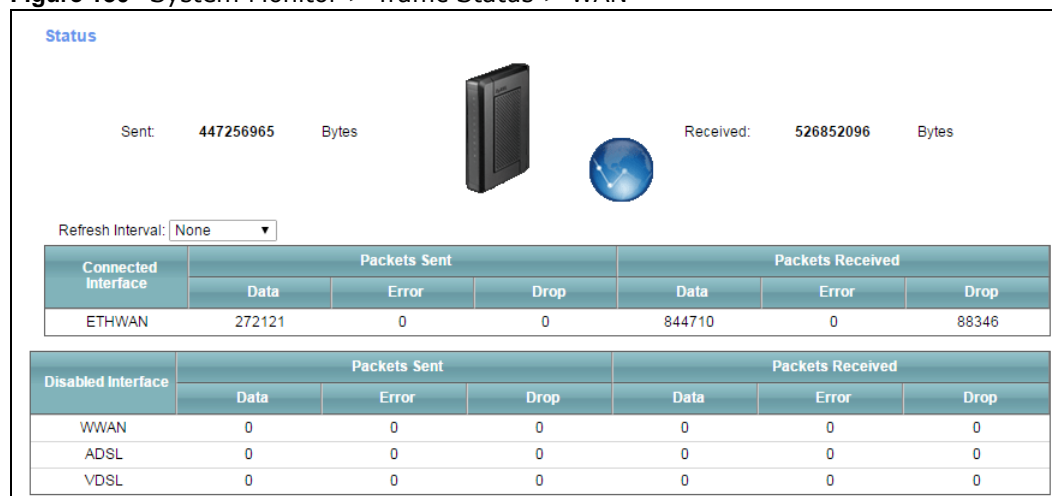 Status
Sent: 447256965 Bytes Received: 526852096 Bytes
Refresh Interval: None
Connected Interface Packets Sent Packets Received
Data Error Drop Data Error Drop
ETHWAN 272121 0 0 844710 0 88346
Disabled Interface Packets Sent Packets Received
Data Error Drop Data Error Drop
WWAN 0 0 0 0 0 0
ADSL 0 0 0 0 0 0
VDSL 0 0 0 0 0 0